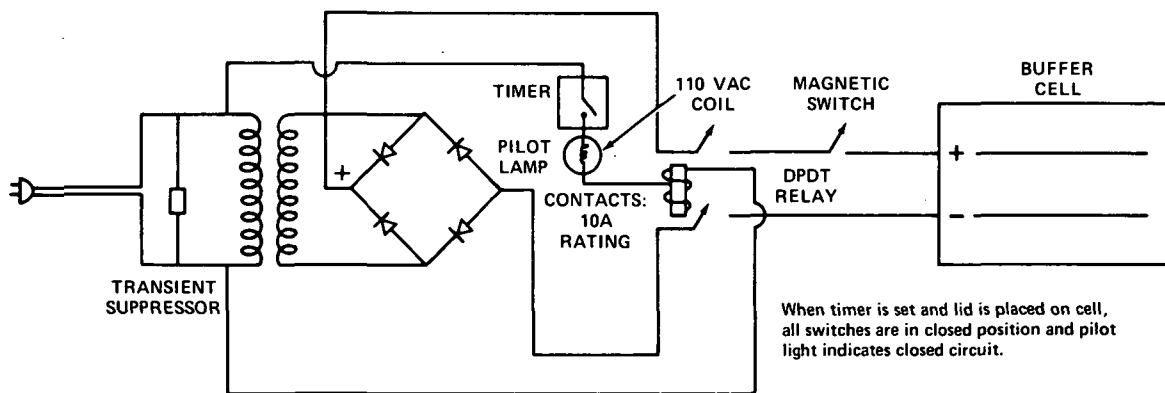 TIMER
110 VAC
COIL
MAGNETIC
SWITCH
BUFFER
CELL
PILOT
LAMP
+
+
DPDT
RELAY
CONTACTS:
10A
RATING
-
TRANSIENT
SUPPRESSOR
When timer is set and lid is placed on cell,
all switches are in closed position and pilot
light indicates closed circuit.